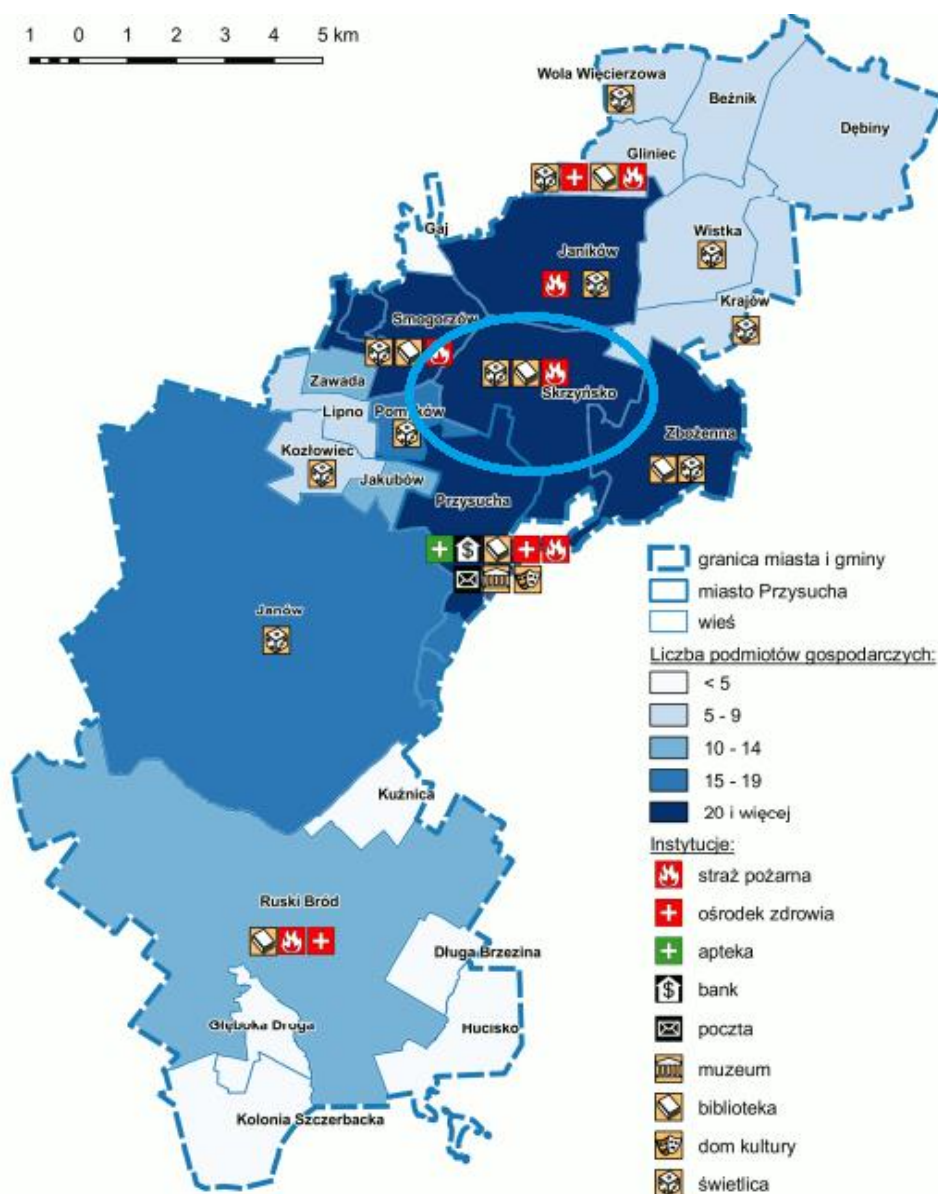 1 0 1 2 3 4 5 km
Wola Więcierzowa
Beżnik
Dębiny
Gliniec
Gaj
Wistka
Janików
Krajów
Smogorzów
Skrzyńsko
Zawada
Lipno
Pomyków
Zbożenna
Kozłowiec
Jakubów
Przysucha
Janów
Kuźnica
Ruski Bród
Długa Brzezina
Głęboka Droga
Hucisko
Kolonia Szczerbacka
granica miasta i gminy
miasto Przysucha
wieś
Liczba podmiotów gospodarczych:
< 5
5 - 9
10 - 14
15 - 19
20 i więcej
Instytucje:
straż pożarna
ośrodek zdrowia
apteka
bank
poczta
muzeum
biblioteka
dom kultury
świetlica